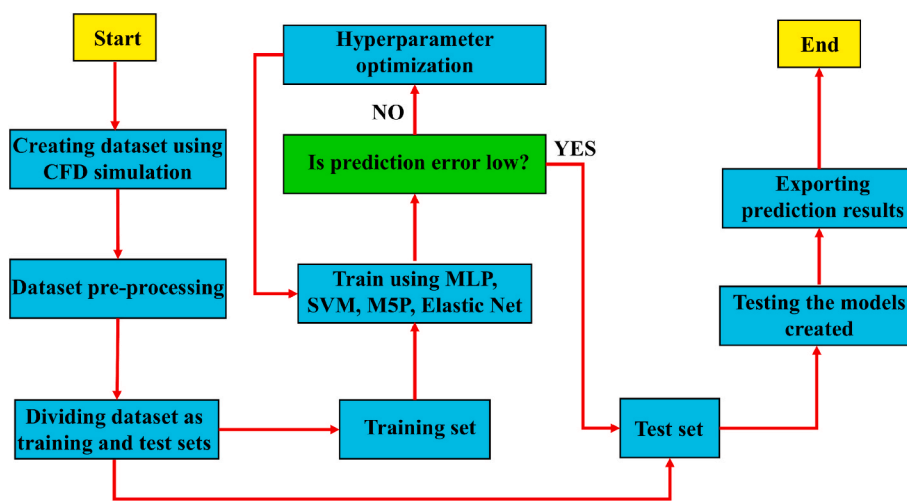 Start
Creating dataset using
CFD simulation
Dataset pre-processing
Dividing dataset as
training and test sets
Training set
Train using MLP,
SVM, M5P, Elastic Net
Is prediction error low?
NO
YES
Hyperparameter
optimization
Test set
Testing the models
created
Exporting
prediction results
End